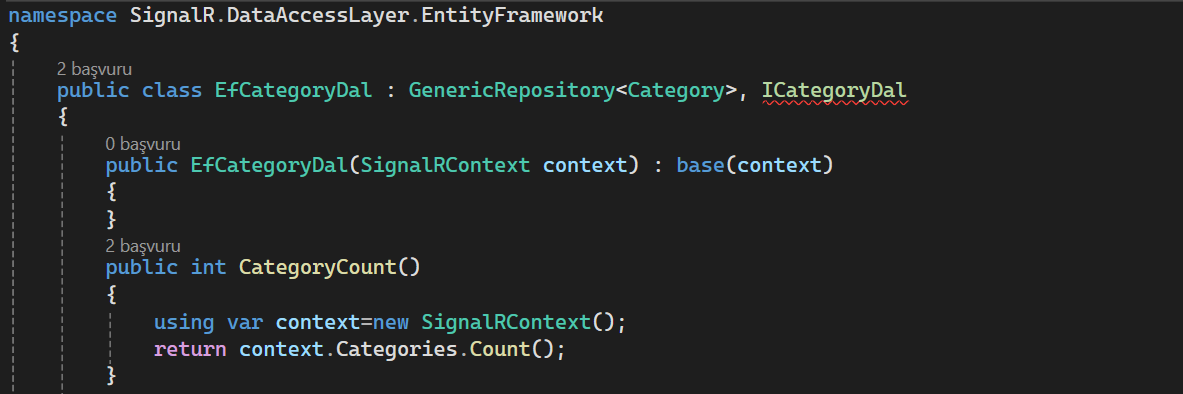 namespace SignalR.DataAccessLayer.EntityFramework
{
2 başvuru
public class EfCategoryDal : GenericRepository<Category>, ICategoryDal
{
0 başvuru
public EfCategoryDal(SignalRContext context) : base(context)
{
}
2 başvuru
public int CategoryCount()
{
using var context=new SignalRContext();
return context.Categories.Count();
}